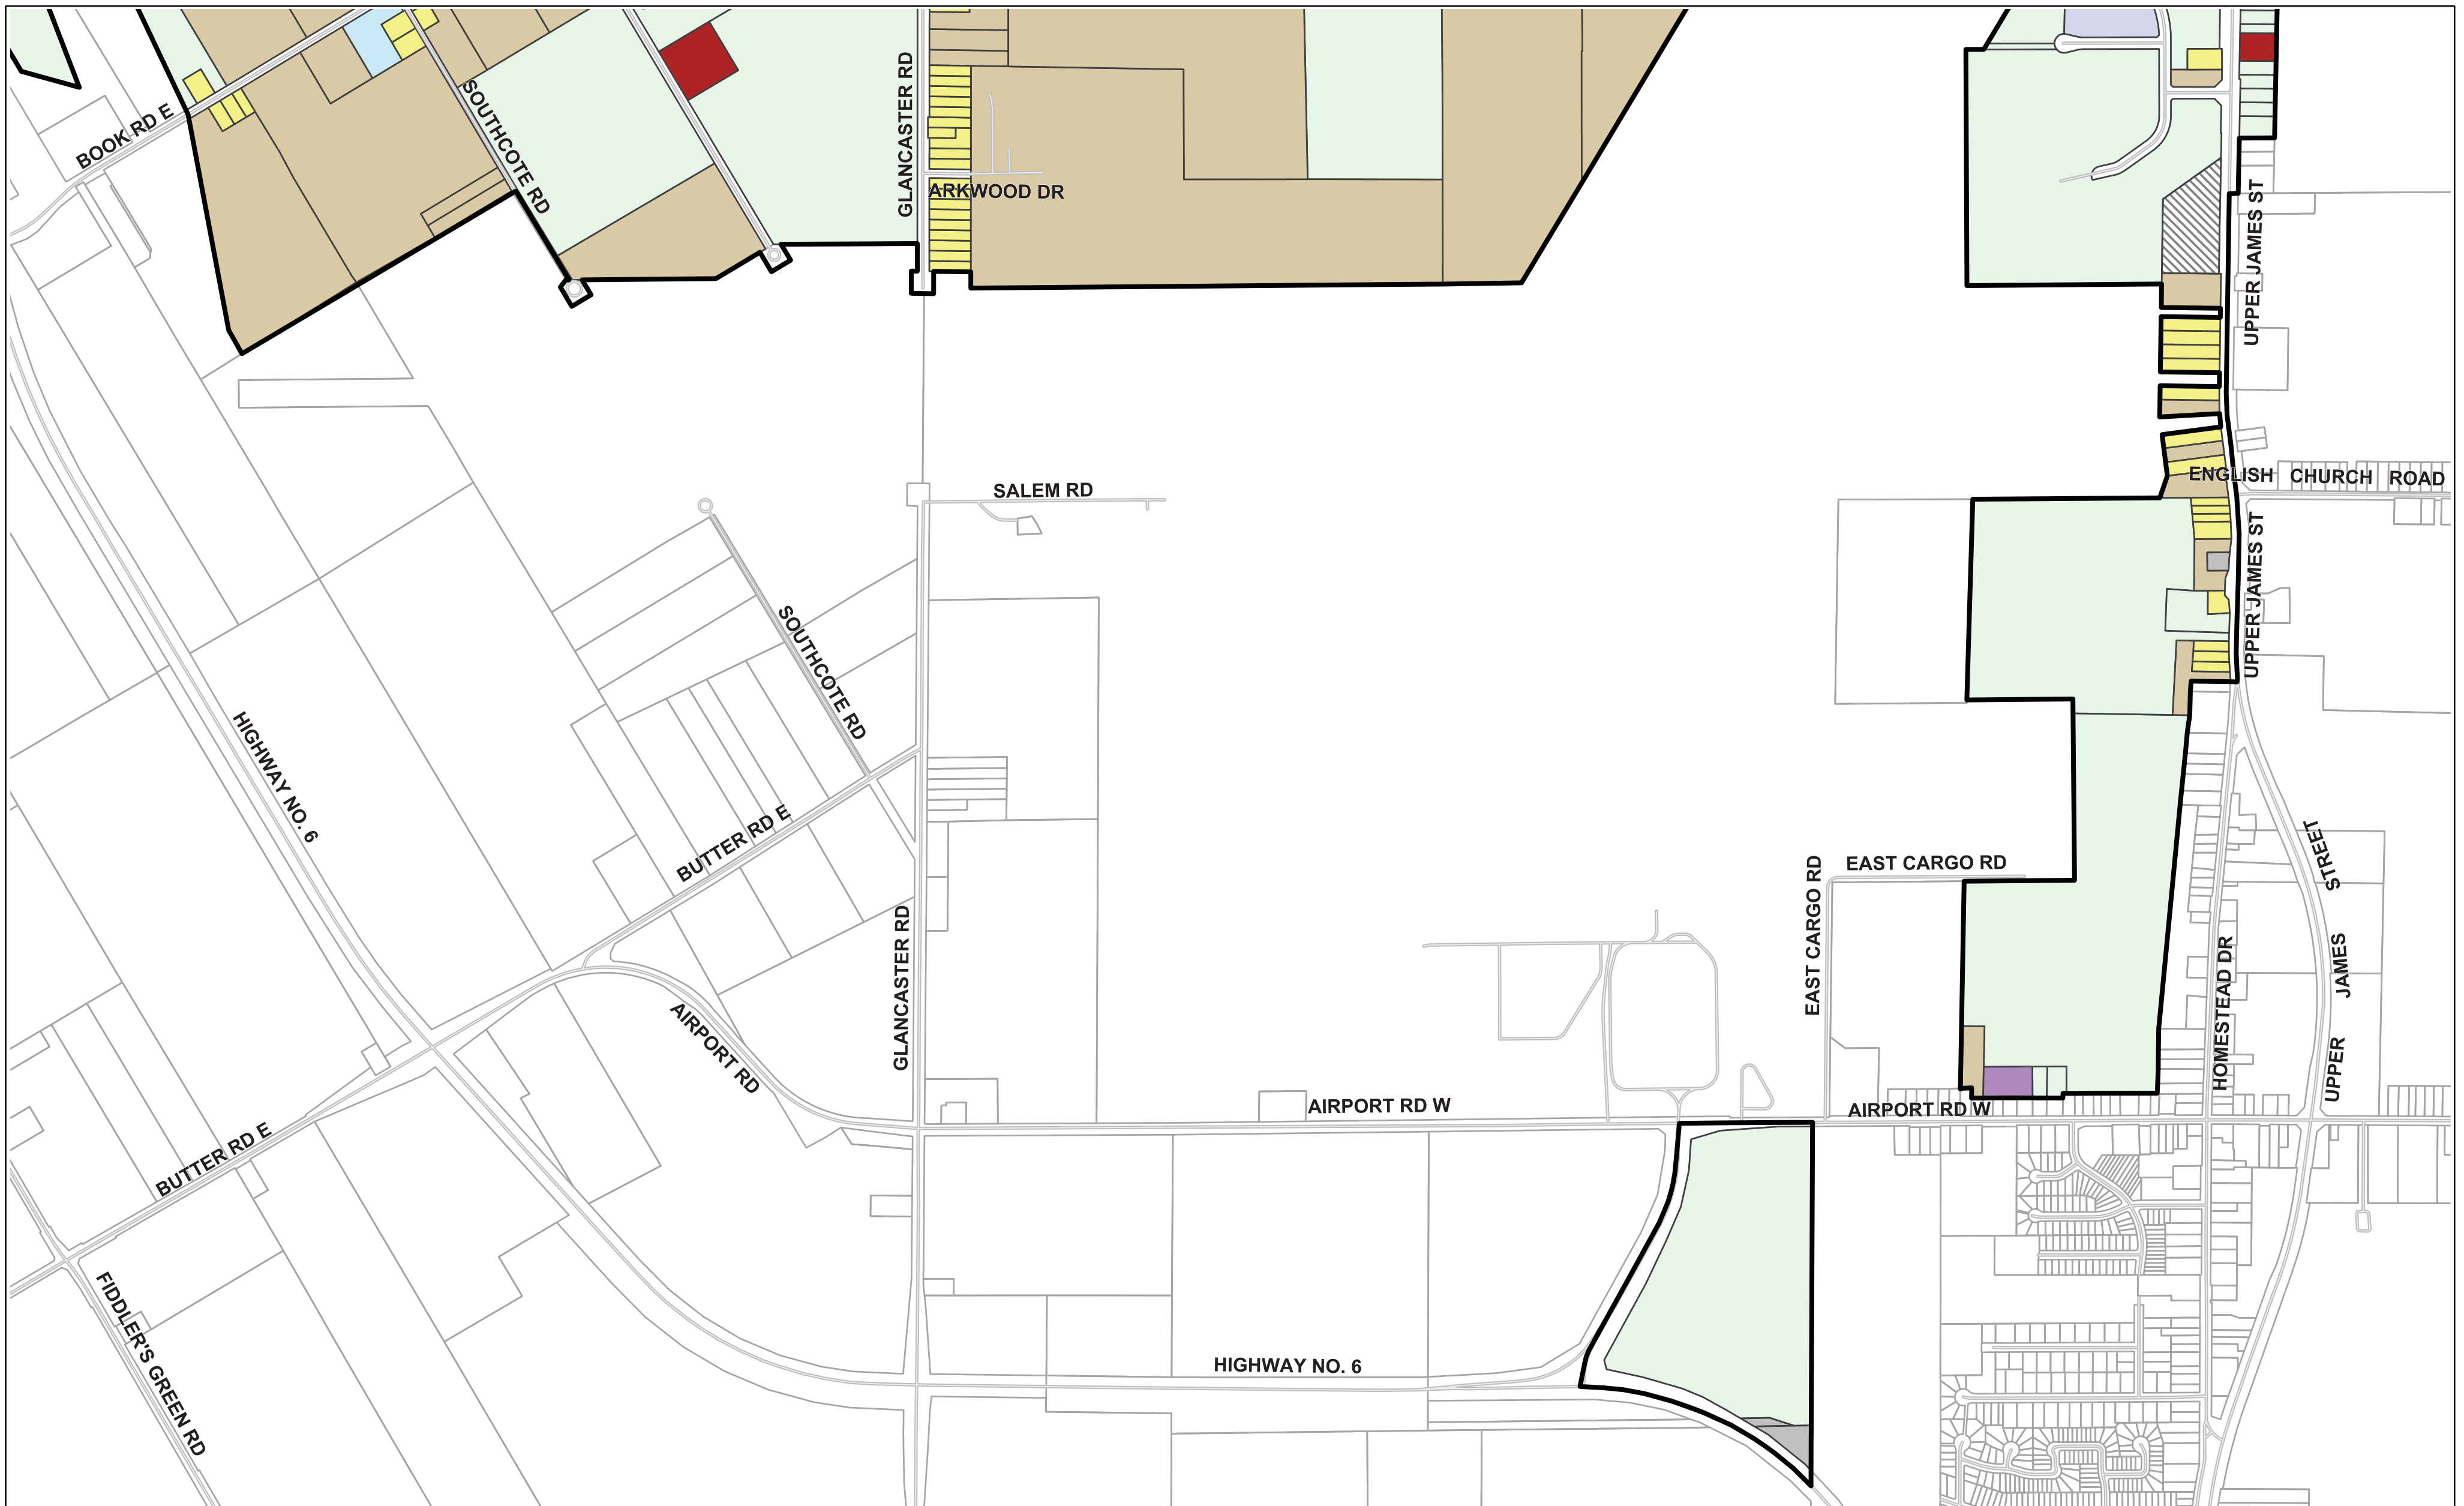 BOOK RD E
SOUTHCOTE RD
GLANCASTER RD
ARKWOOD DR
UPPER JAMES ST
ENGLISH CHURCH ROAD
SALEM RD
UPPER JAMES ST
SOUTHCOTE RD
HIGHWAY NO. 6
BUTTER RD E
EAST CARGO RD
EAST CARGO RD
GLANCASTER RD
HOMESTEAD DR
UPPER JAMES STREET
AIRPORT RD
AIRPORT RD W
AIRPORT RD W
BUTTER RD E
FIDDLER'S GREEN RD
HIGHWAY NO. 6